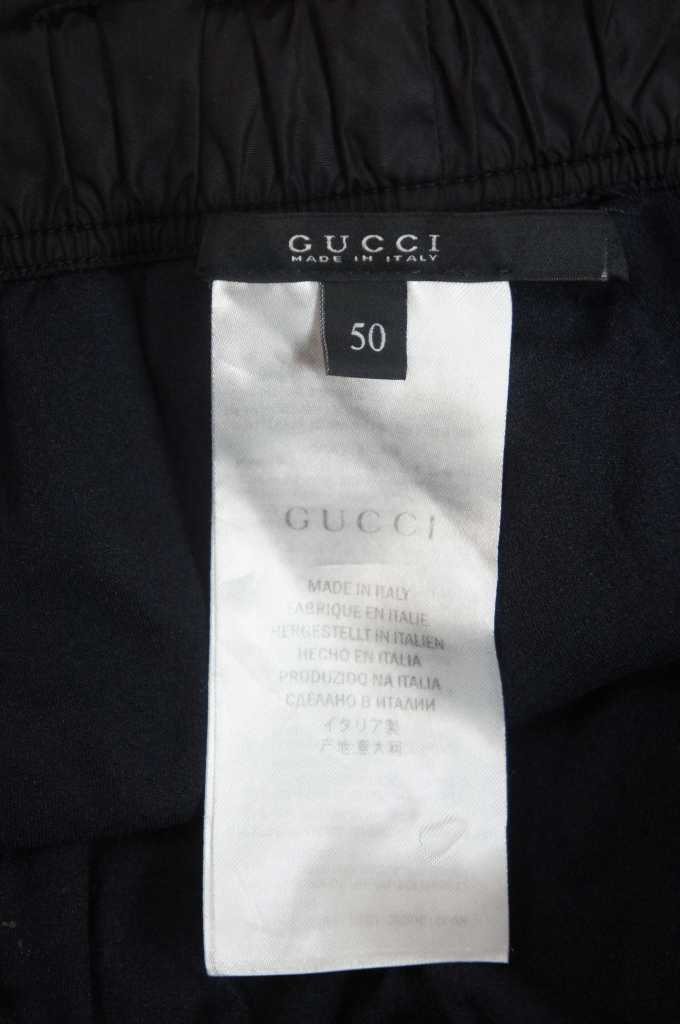 GUCCI
MADE IN ITALY
50
GUCCI
MADE IN ITALY
FABRIQUE EN ITALIE
HERGESTELLT IN ITALIEN
HECHO EN ITALIA
PRODUZIDO NA ITALIA
СДЕЛАНО В ИТАЛИИ
イタリア製
产地:意大利